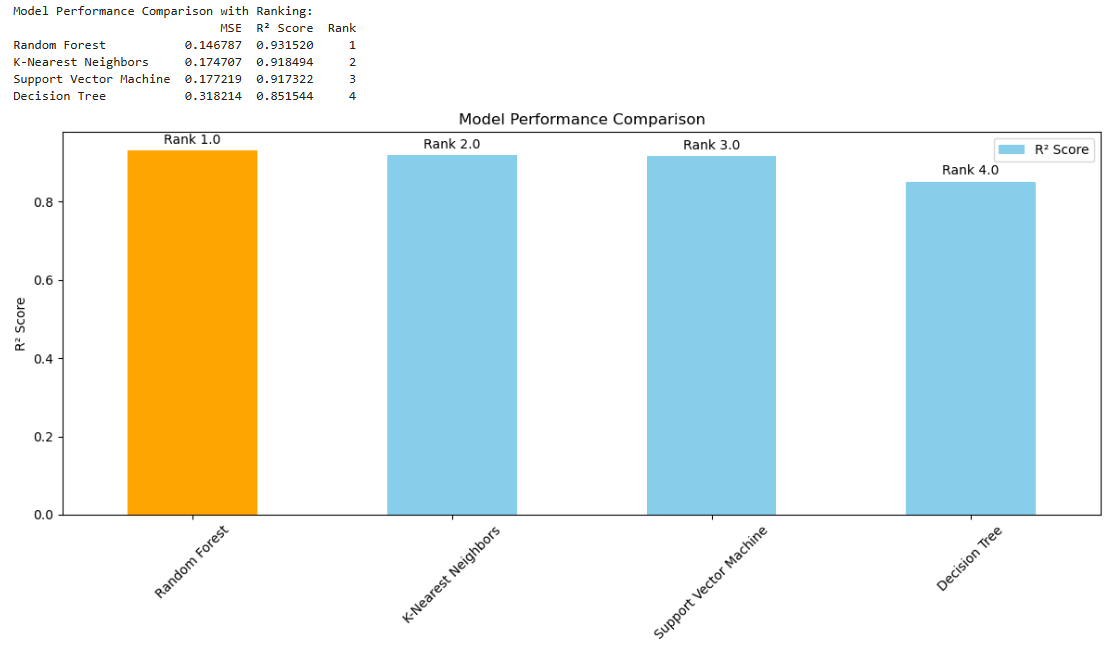 Model Performance Comparison with Ranking:
MSE R² Score Rank
Random Forest 0.146787 0.931520 1
K-Nearest Neighbors 0.174707 0.918494 2
Support Vector Machine 0.177219 0.917322 3
Decision Tree 0.318214 0.851544 4
Model Performance Comparison
Rank 1.0
Rank 2.0
Rank 3.0
Rank 4.0
R² Score
R² Score
0.8
0.6
0.4
0.2
0.0
Random Forest
K-Nearest Neighbors
Support Vector Machine
Decision Tree